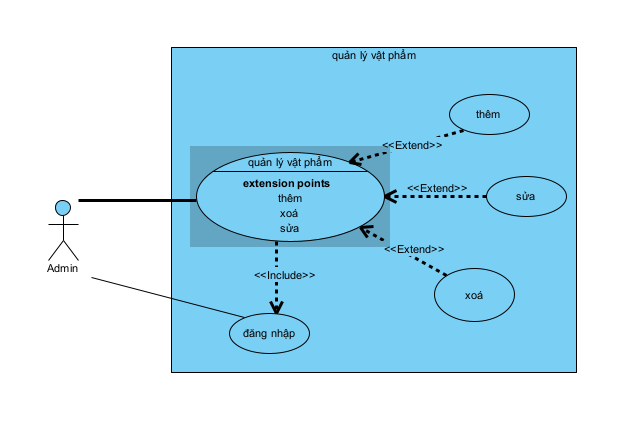 quản lý vật phẩm
thêm
<<Extend>>
quản lý vật phẩm
extension points
thêm
xoá
sửa
<<Extend>>
sửa
<<Extend>>
Admin
<<Include>>
xoá
đăng nhập